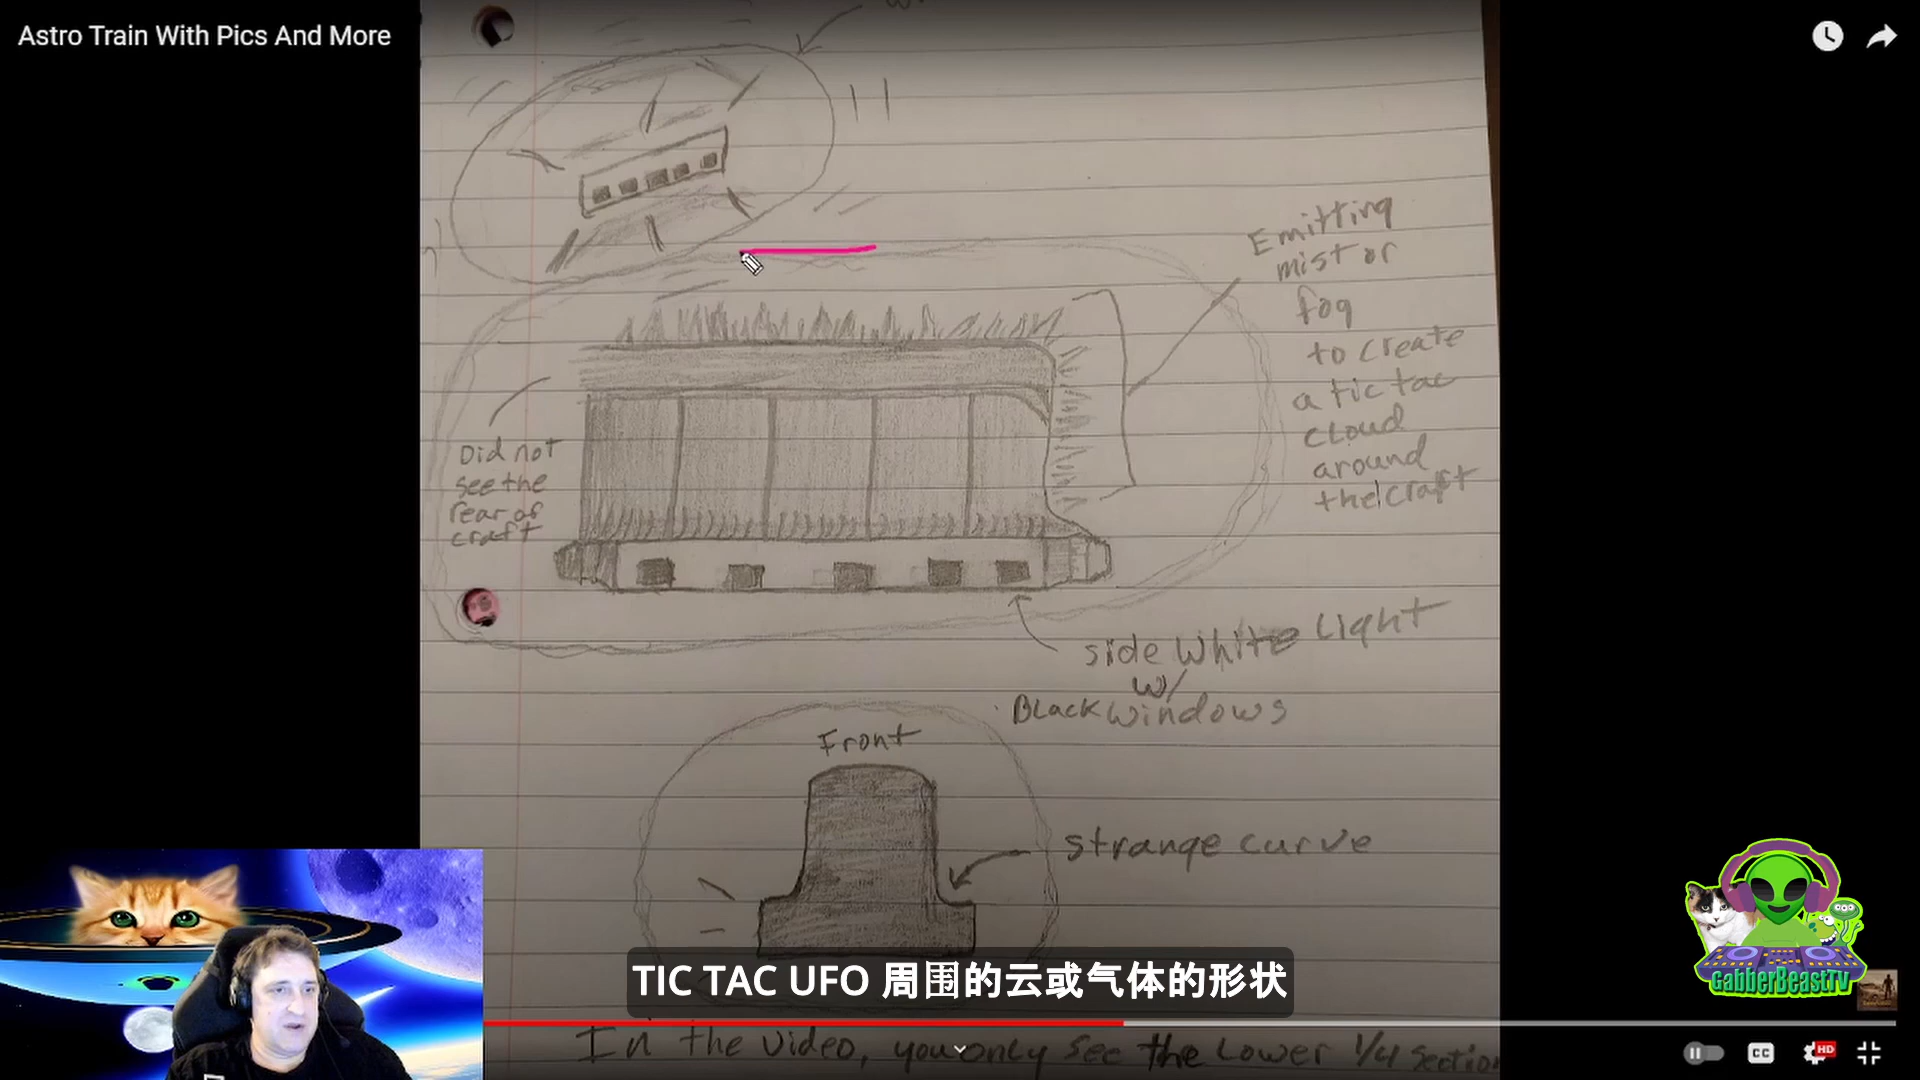 Astro Train With Pics And More
Emitting
mist or
fog
to create
a tic tac
cloud
around
the craft
Did not
see the
rear of
craft
side white Light
w/
Black windows
Front
strange curve
TIC TAC UFO 周围的云或气体的形状
GabberBeastTV
In the video, you only see the Lower 1/4 section
CC
HD